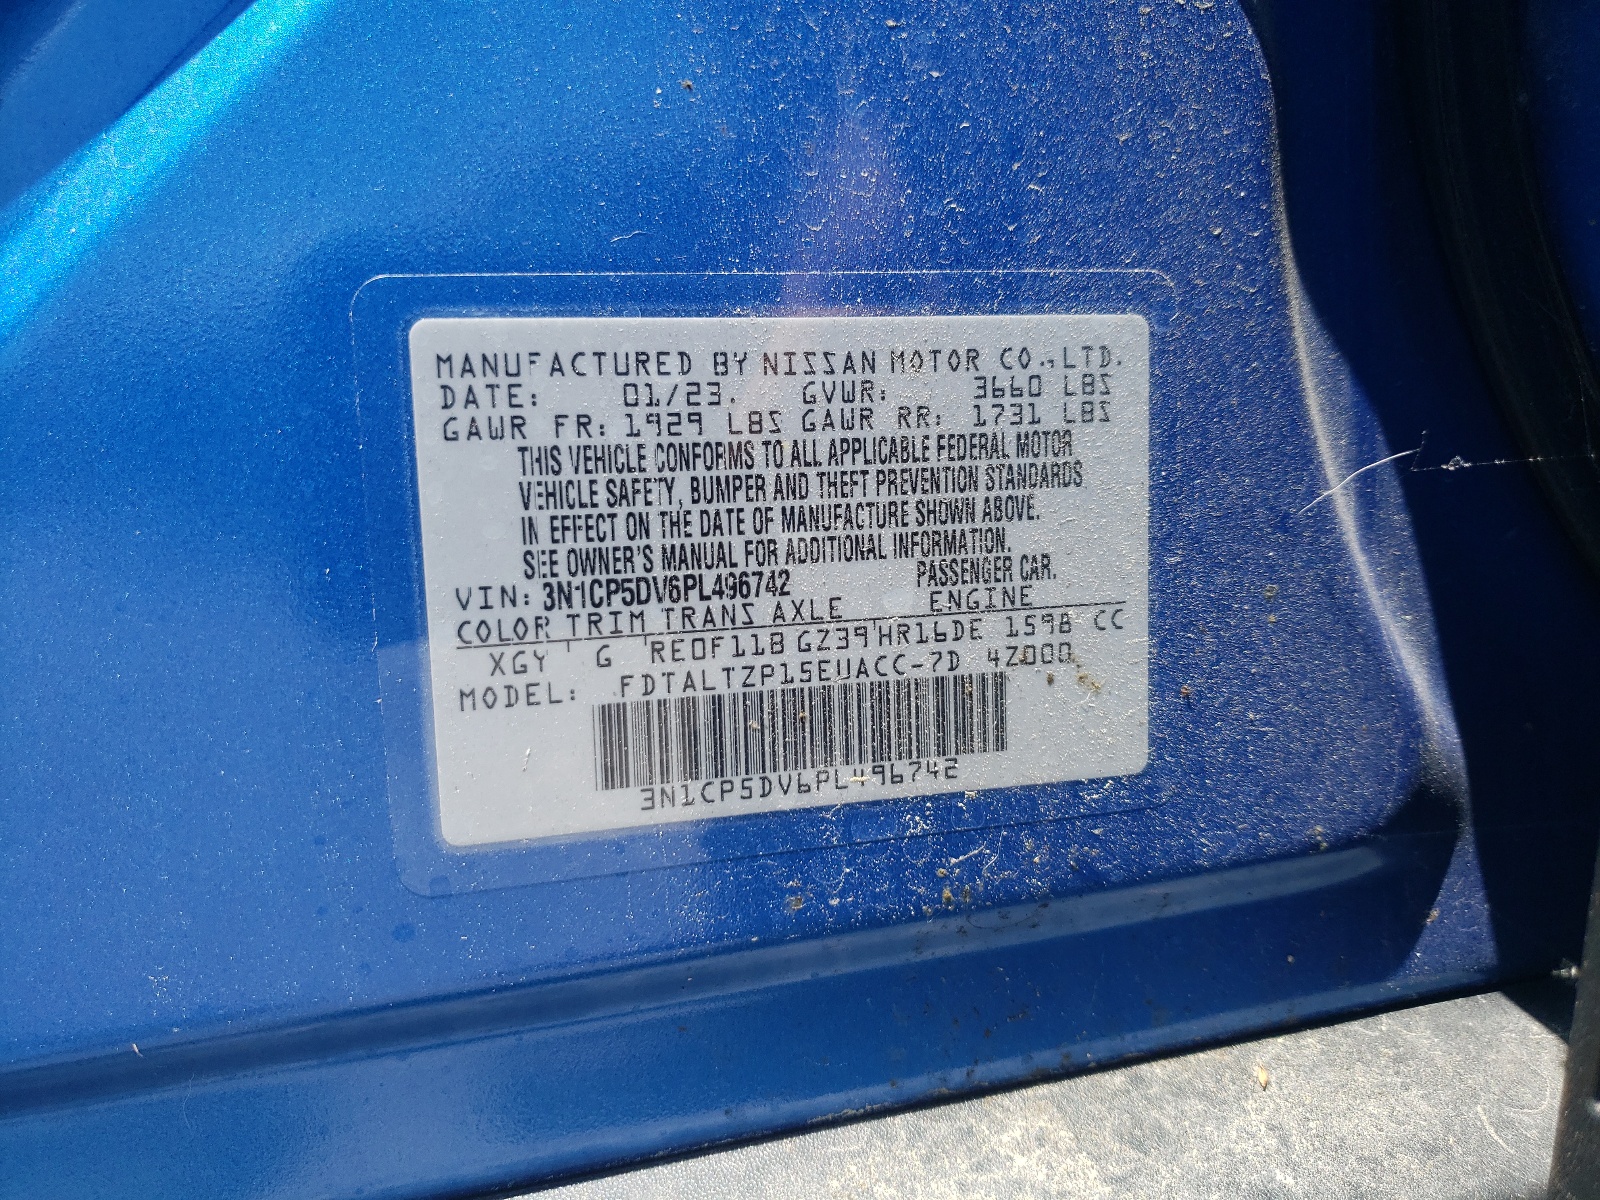 MANUFACTURED BY NISSAN MOTOR CO.,LTD.
DATE: 01/23. GVWR: 3660 LBS
GAWR FR: 1929 LBS GAWR RR: 1731 LBS
THIS VEHICLE CONFORMS TO ALL APPLICABLE FEDERAL MOTOR
VEHICLE SAFETY, BUMPER AND THEFT PREVENTION STANDARDS
IN EFFECT ON THE DATE OF MANUFACTURE SHOWN ABOVE.
SEE OWNER'S MANUAL FOR ADDITIONAL INFORMATION.
VIN: 3N1CP5DV6PL496742 PASSENGER CAR.
COLOR TRIM TRANS AXLE ENGINE
XGY G RE0F11B GZ39 HR16DE 1598 CC
MODEL: FDTALTZP15EUACC-7D 4Z000
3N1CP5DV6PL496742